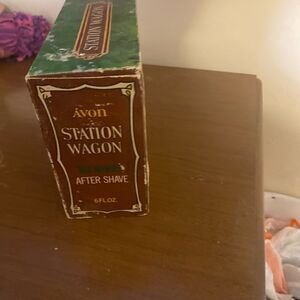 STATION WAGON
Avon
STATION
WAGON
AFTER SHAVE
6 FL. OZ.